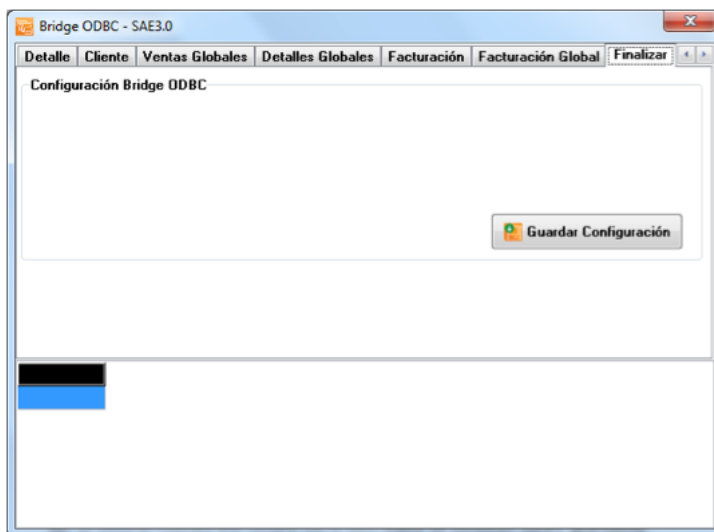 Bridge ODBC - SAE3.0
Detalle Cliente Ventas Globales Detalles Globales Facturación Facturación Global Finalizar
Configuración Bridge ODBC
Guardar Configuración